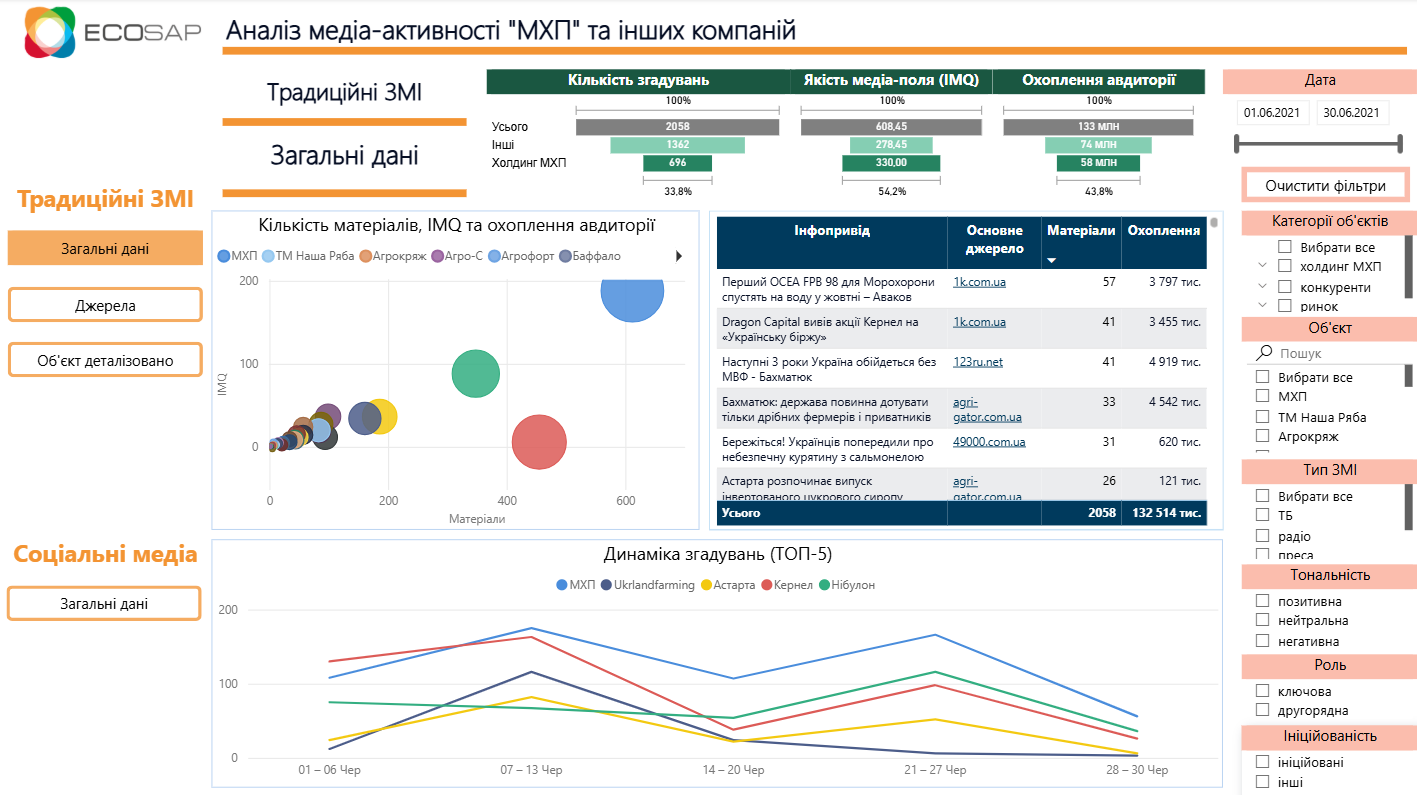 ECOSAP
Аналіз медіа-активності "МХП" та інших компаній
Традиційні ЗМІ
Загальні дані
Кількість згадувань
Якість медіа-поля (IMQ)
Охоплення авдиторії
100%
100%
100%
Усього
2058
608,45
133 МЛН
Інші
1362
278,45
74 МЛН
Холдинг МХП
696
330,00
58 МЛН
33,8%
54,2%
43,8%
Дата
01.06.2021
30.06.2021
Очистити фільтри
Традиційні ЗМІ
Загальні дані
Джерела
Об'єкт деталізовано
Соціальні медіа
Загальні дані
Кількість матеріалів, IMQ та охоплення авдиторії
МХП
ТМ Наша Ряба
Агрокряж
Агро-С
Агрофорт
Баффало
200
100
0
IMQ
0
200
400
600
Матеріали
Інфопривід
Основне джерело
Матеріали
Охоплення
Перший OCEA FPB 98 для Морохорони
спустять на воду у жовтні – Аваков
1k.com.ua
57
3 797 тис.
Dragon Capital вивів акції Кернел на
«Українську біржу»
1k.com.ua
41
3 455 тис.
Наступні 3 роки Україна обійдеться без
МВФ - Бахматюк
123ru.net
41
4 919 тис.
Бахматюк: держава повинна дотувати
тільки дрібних фермерів і приватників
agri-
gator.com.ua
33
4 542 тис.
Бережіться! Українців попередили про
небезпечну курятину з сальмонелою
49000.com.ua
31
620 тис.
Астарта розпочинає випуск
інвертованого цукрового сиропу
agri-
gator.com.ua
26
121 тис.
Усього
2058
132 514 тис.
Динаміка згадувань (ТОП-5)
МХП
Ukrlandfarming
Астарта
Кернел
Нібулон
200
100
0
01 – 06 Чер
07 – 13 Чер
14 – 20 Чер
21 – 27 Чер
28 – 30 Чер
Категорії об'єктів
Вибрати все
холдинг МХП
конкуренти
ринок
Об'єкт
Пошук
Вибрати все
МХП
ТМ Наша Ряба
Агрокряж
Тип ЗМІ
Вибрати все
ТБ
радіо
преса
Тональність
позитивна
нейтральна
негативна
Роль
ключова
другорядна
Ініційованість
ініційовані
інші